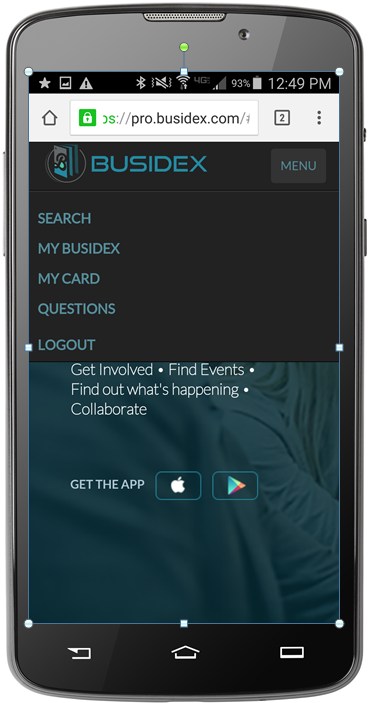 4G 93% 12:49 PM
ps://pro.busidex.com/# 2
BUSIDEX MENU
SEARCH
MY BUSIDEX
MY CARD
QUESTIONS
LOGOUT
Get Involved • Find Events •
Find out what's happening •
Collaborate
GET THE APP